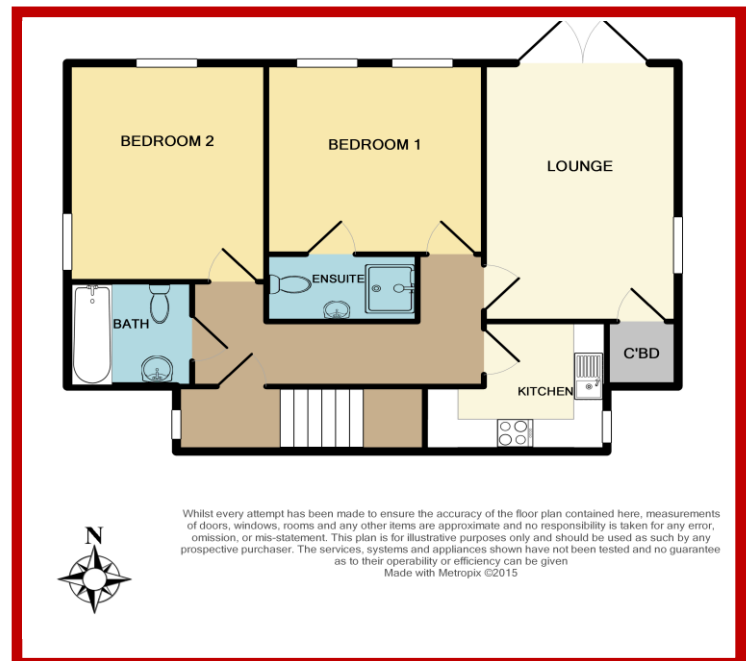 BEDROOM 2
BEDROOM 1
LOUNGE
ENSUITE
BATH
C'BD
KITCHEN
N
Whilst every attempt has been made to ensure the accuracy of the floor plan contained here, measurements
of doors, windows, rooms and any other items are approximate and no responsibility is taken for any error,
omission, or mis-statement. This plan is for illustrative purposes only and should be used as such by any
prospective purchaser. The services, systems and appliances shown have not been tested and no guarantee
as to their operability or efficiency can be given
Made with Metropix ©2015